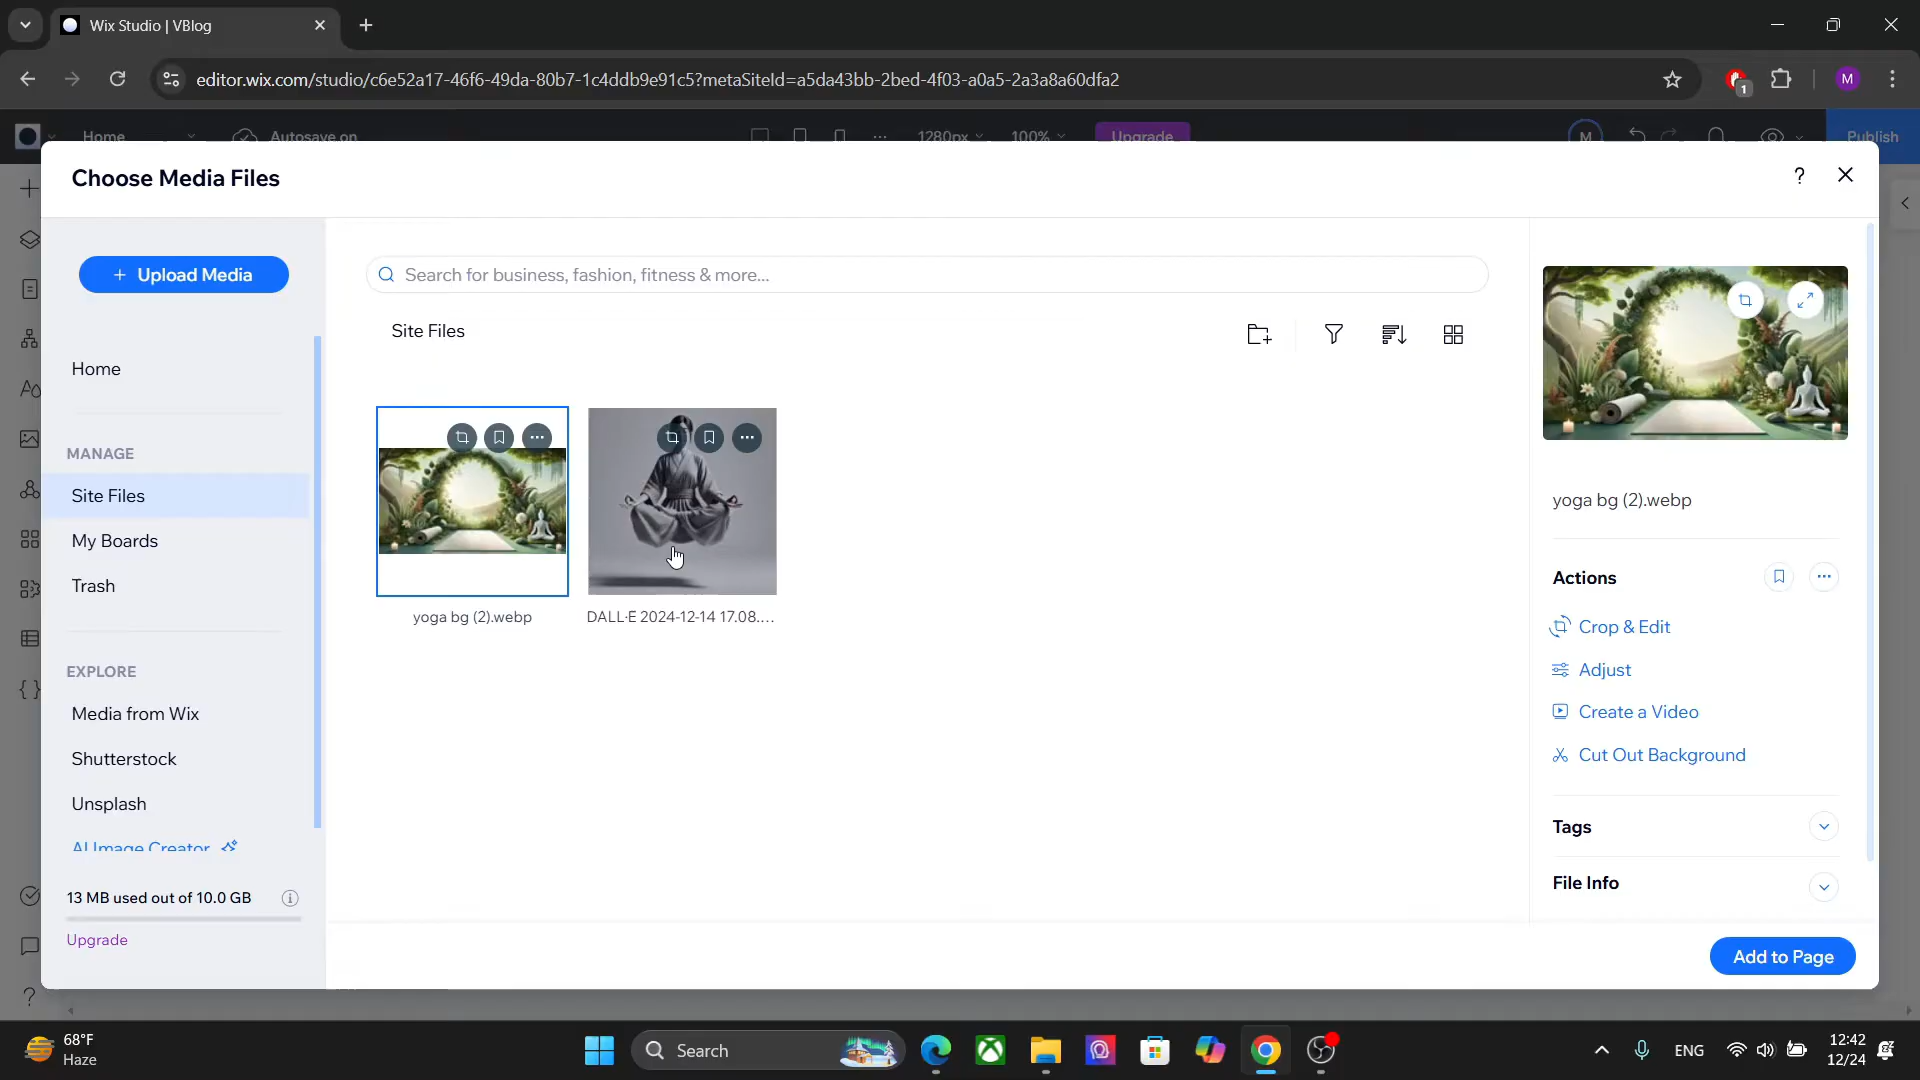 Wix Studio | VBlog
editor.wix.com/studio/c6e52a17-46f6-49da-80b7-1c4ddb9e91c5?metaSiteId=a5da43bb-2bed-4f03-a0a5-2a3a8a60dfa2
1
M
Home
Autosave on
1280px
100%
Upgrade
M
Publish
Choose Media Files
?
+ Upload Media
Search for business, fashion, fitness & more...
Site Files
Home
MANAGE
Site Files
My Boards
Trash
EXPLORE
Media from Wix
Shutterstock
Unsplash
AI Image Creator
13 MB used out of 10.0 GB
Upgrade
yoga bg (2).webp
DALL·E 2024-12-14 17.08....
yoga bg (2).webp
Actions
Crop & Edit
Adjust
Create a Video
Cut Out Background
Tags
File Info
Add to Page
68°F
Haze
Search
ENG
12:42
12/24